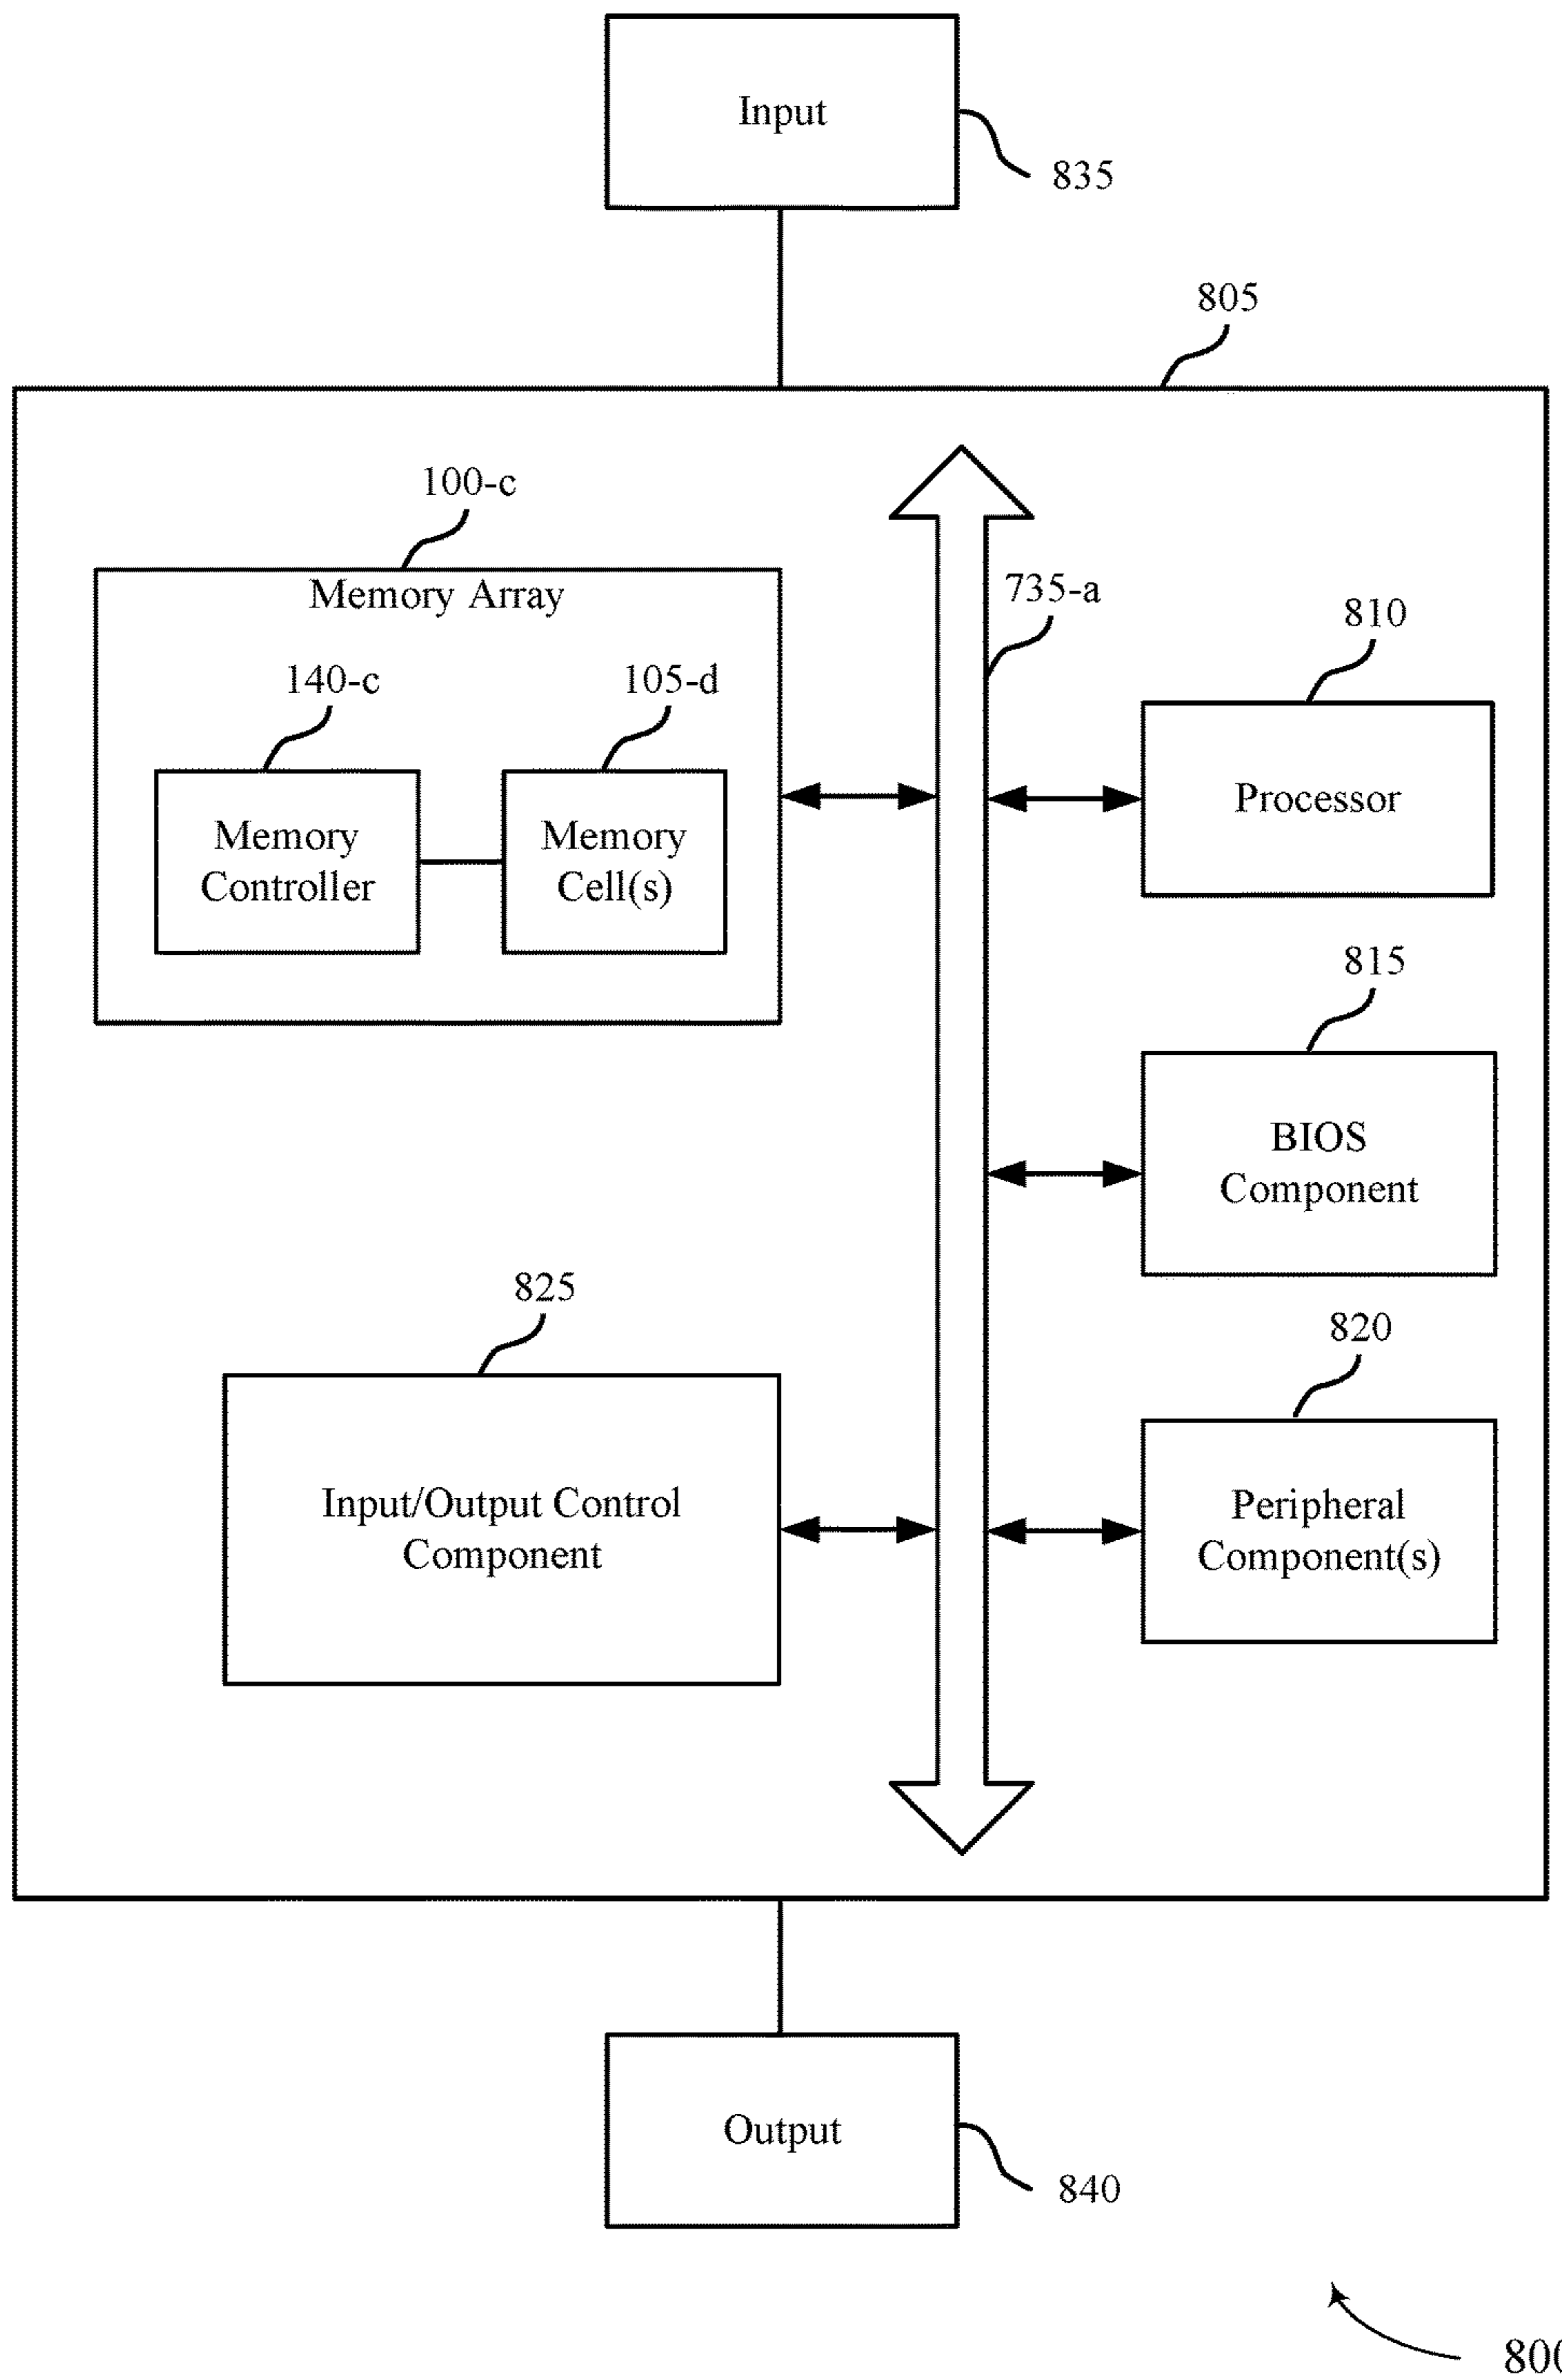 Input
835
805
100-c
Memory Array
735-a
810
140-c
105-d
Memory
Controller
Memory
Cell(s)
Processor
815
BIOS
Component
825
820
Input/Output Control
Component
Peripheral
Component(s)
Output
840